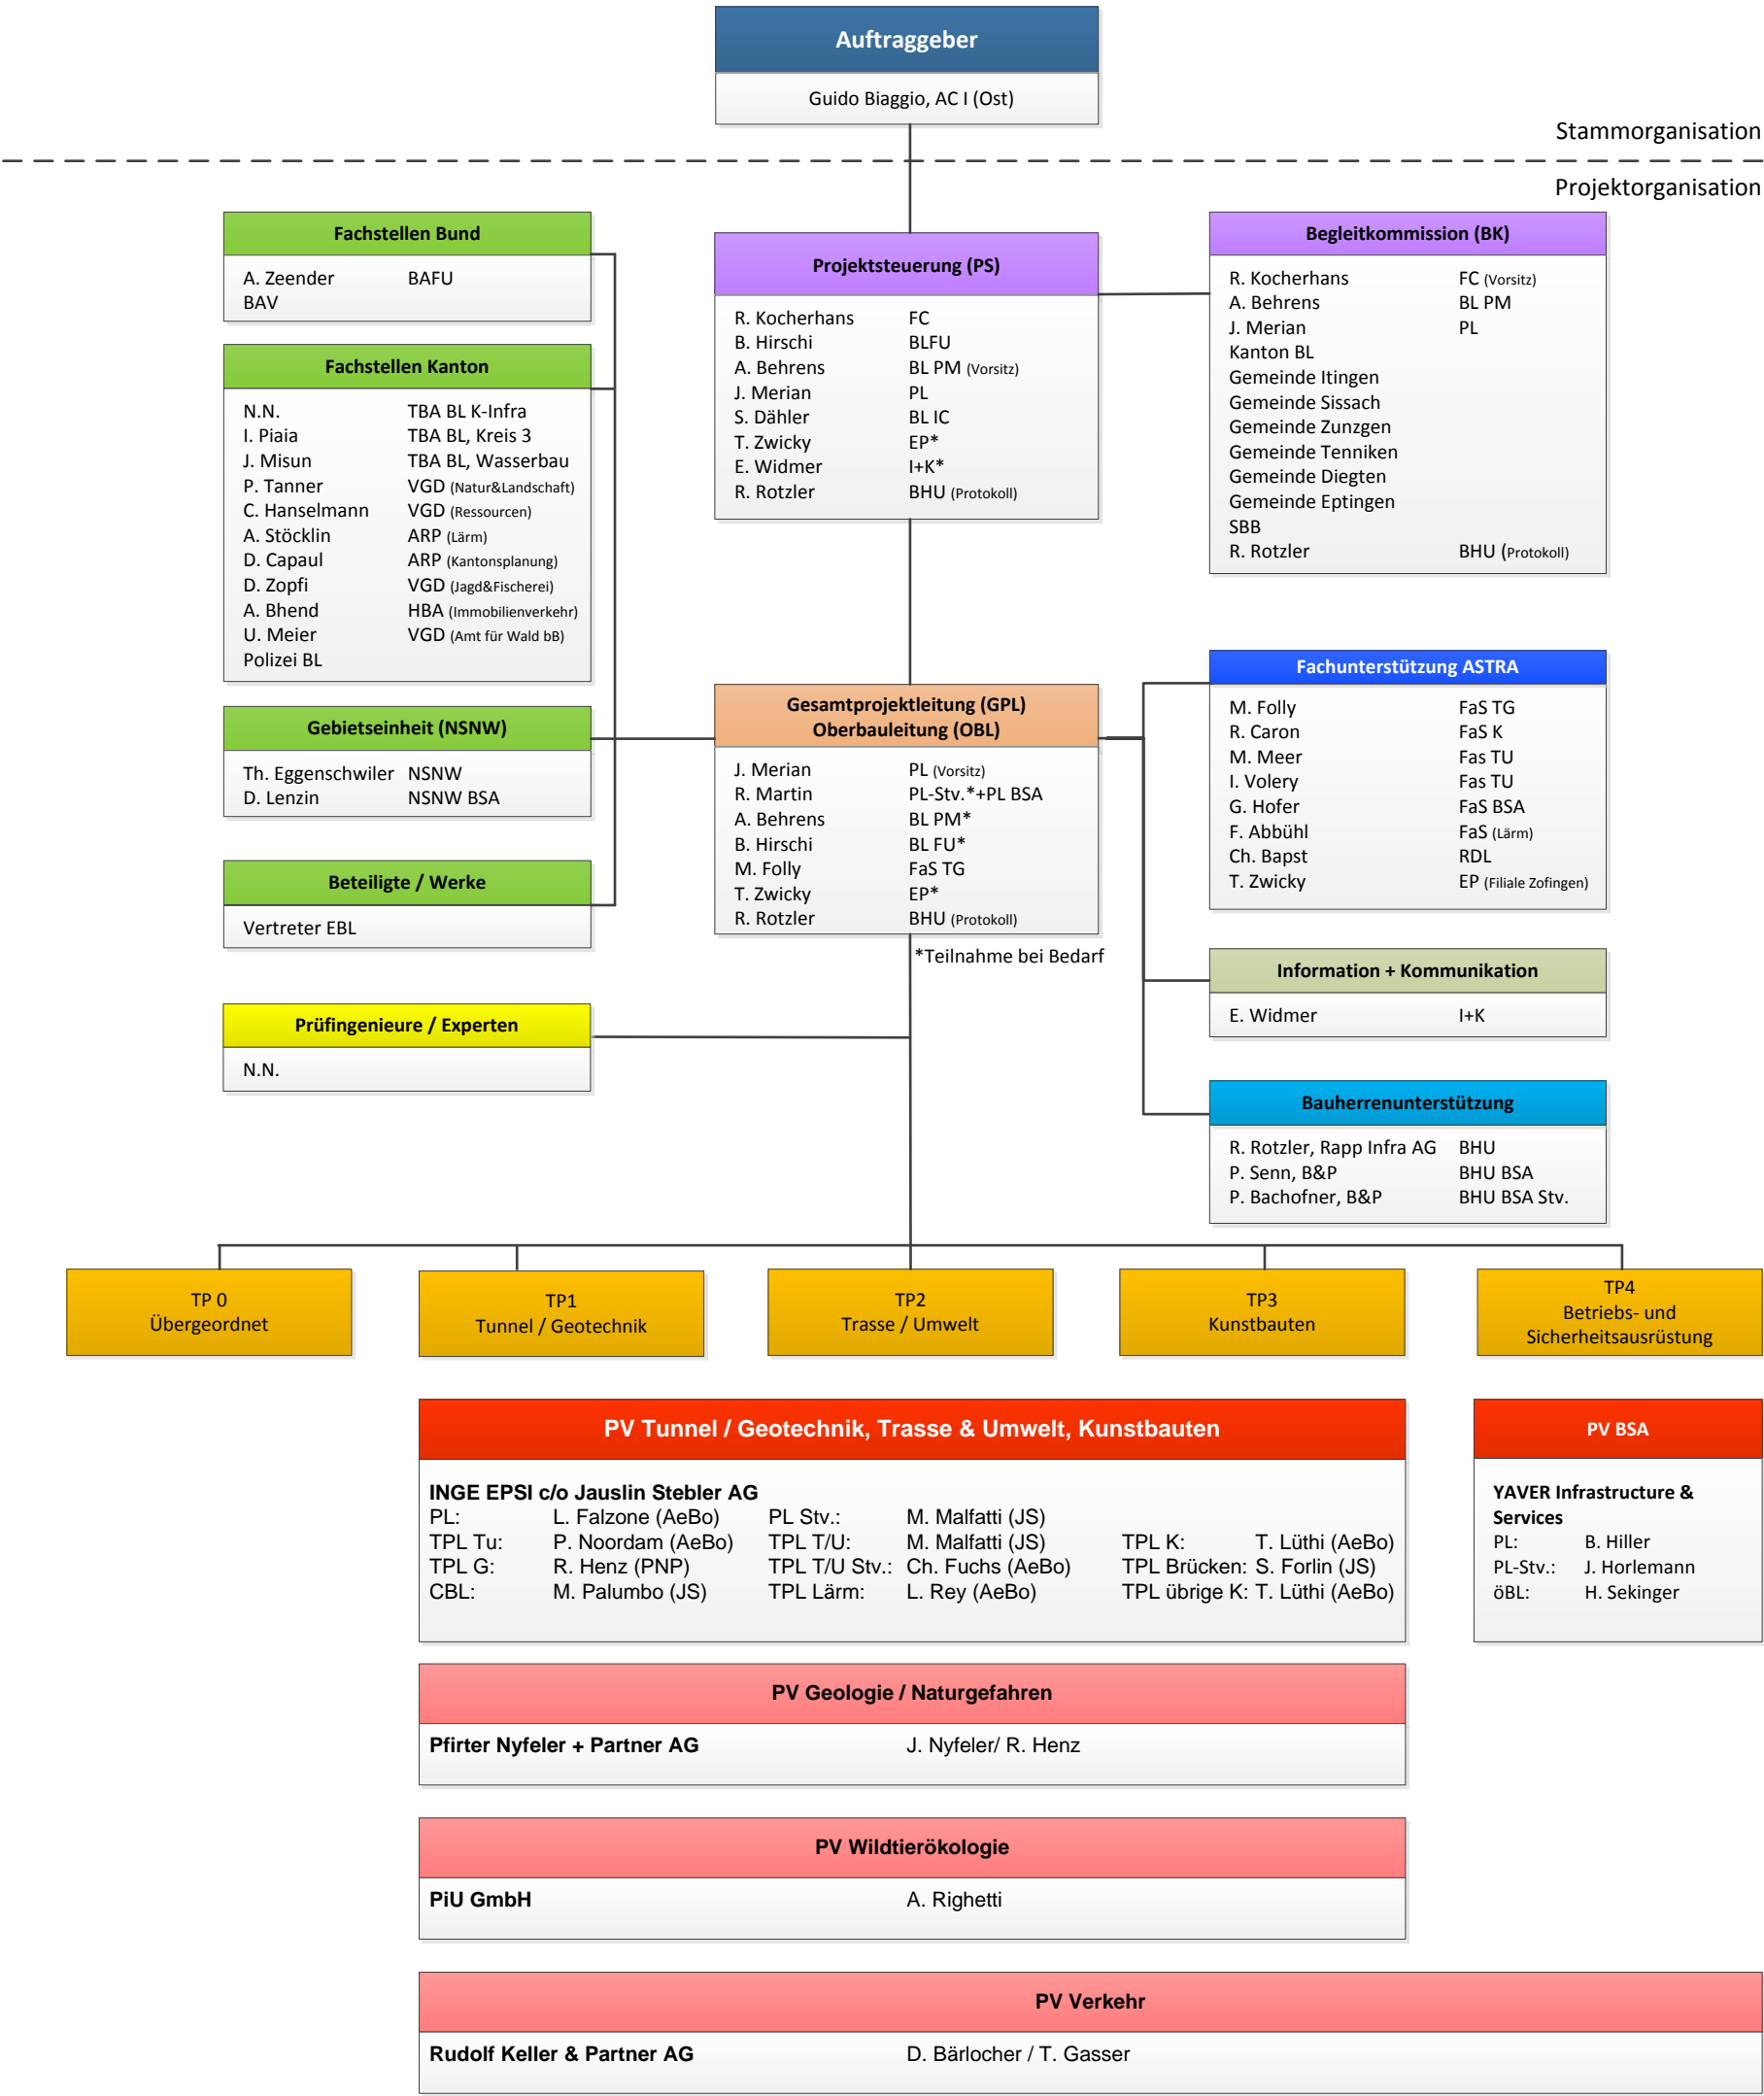 Auftraggeber
Guido Biaggio, AC I (Ost)
Stammorganisation
Projektorganisation
Fachstellen Bund
A. Zeender BAFU
BAV
Fachstellen Kanton
N.N. TBA BL K-Infra
I. Piaia TBA BL, Kreis 3
J. Misun TBA BL, Wasserbau
P. Tanner VGD (Natur&Landschaft)
C. Hanselmann VGD (Ressourcen)
A. Stöcklin ARP (Lärm)
D. Capaul ARP (Kantonsplanung)
D. Zopfi VGD (Jagd&Fischerei)
A. Bhend HBA (Immobilienverkehr)
U. Meier VGD (Amt für Wald bB)
Polizei BL
Gebietseinheit (NSNW)
Th. Eggenschwiler NSNW
D. Lenzin NSNW BSA
Beteiligte / Werke
Vertreter EBL
Prüfingenieure / Experten
N.N.
Projektsteuerung (PS)
R. Kocherhans FC
B. Hirschi BLFU
A. Behrens BL PM (Vorsitz)
J. Merian PL
S. Dähler BL IC
T. Zwicky EP*
E. Widmer I+K*
R. Rotzler BHU (Protokoll)
Gesamtprojektleitung (GPL)
Oberbauleitung (OBL)
J. Merian PL (Vorsitz)
R. Martin PL-Stv.*+PL BSA
A. Behrens BL PM*
B. Hirschi BL FU*
M. Folly FaS TG
T. Zwicky EP*
R. Rotzler BHU (Protokoll)
*Teilnahme bei Bedarf
Begleitkommission (BK)
R. Kocherhans FC (Vorsitz)
A. Behrens BL PM
J. Merian PL
Kanton BL
Gemeinde Itingen
Gemeinde Sissach
Gemeinde Zunzgen
Gemeinde Tenniken
Gemeinde Diegten
Gemeinde Eptingen
SBB
R. Rotzler BHU (Protokoll)
Fachunterstützung ASTRA
M. Folly FaS TG
R. Caron FaS K
M. Meer Fas TU
I. Volery Fas TU
G. Hofer FaS BSA
F. Abbühl FaS (Lärm)
Ch. Bapst RDL
T. Zwicky EP (Filiale Zofingen)
Information + Kommunikation
E. Widmer I+K
Bauherrenunterstützung
R. Rotzler, Rapp Infra AG BHU
P. Senn, B&P BHU BSA
P. Bachofner, B&P BHU BSA Stv.
TP 0
Übergeordnet
TP1
Tunnel / Geotechnik
TP2
Trasse / Umwelt
TP3
Kunstbauten
TP4
Betriebs- und
Sicherheitsausrüstung
PV Tunnel / Geotechnik, Trasse & Umwelt, Kunstbauten
INGE EPSI c/o Jauslin Stebler AG
PL: L. Falzone (AeBo) PL Stv.: M. Malfatti (JS)
TPL Tu: P. Noordam (AeBo) TPL T/U: M. Malfatti (JS) TPL K: T. Lüthi (AeBo)
TPL G: R. Henz (PNP) TPL T/U Stv.: Ch. Fuchs (AeBo) TPL Brücken: S. Forlin (JS)
CBL: M. Palumbo (JS) TPL Lärm: L. Rey (AeBo) TPL übrige K: T. Lüthi (AeBo)
PV BSA
YAVER Infrastructure &
Services
PL: B. Hiller
PL-Stv.: J. Horlemann
öBL: H. Sekinger
PV Geologie / Naturgefahren
Pfirter Nyfeler + Partner AG J. Nyfeler/ R. Henz
PV Wildtierökologie
PiU GmbH A. Righetti
PV Verkehr
Rudolf Keller & Partner AG D. Bärlocher / T. Gasser